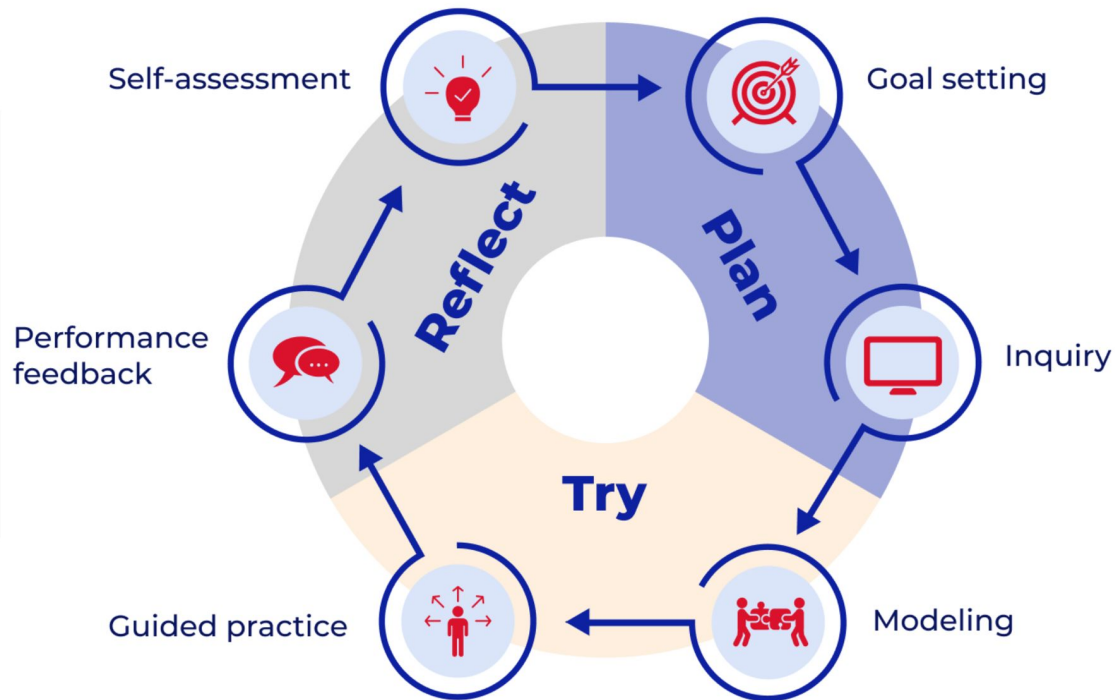 Self-assessment
Goal setting
Reflect
Plan
Performance
feedback
Inquiry
Try
Guided practice
Modeling